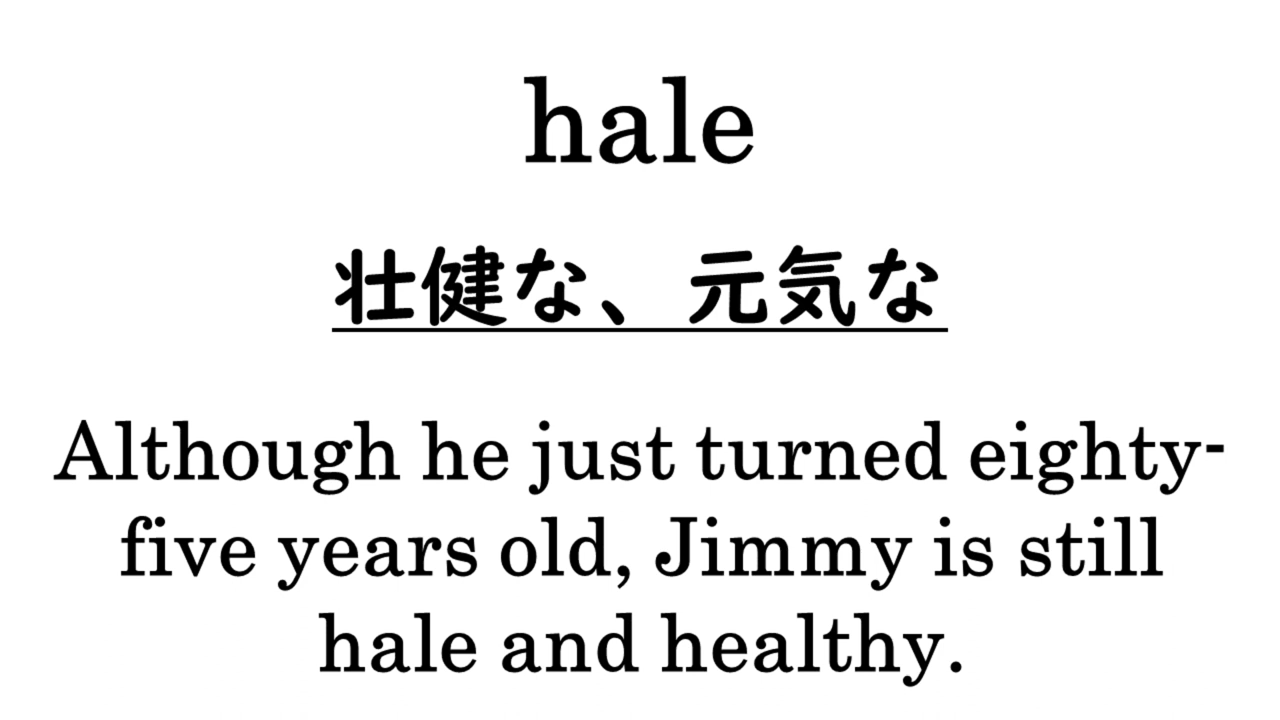 hale
壮健な、元気な
Although he just turned eighty-
five years old, Jimmy is still
hale and healthy.